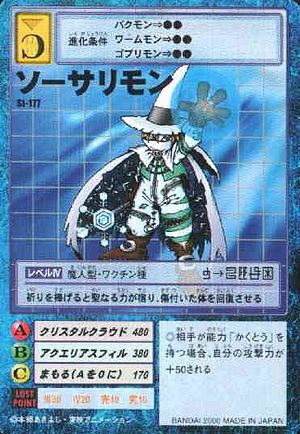 バクモン⇒●●
進化条件 ワームモン⇒●●
ゴブリモン⇒●●
ソーサリモン
St-177
レベルⅣ 魔人型・ワクチン種
祈りを捧げると聖なる力が宿り、傷付いた体を回復させる
A クリスタルクラウド 480
B アクエリアスフィル 380
C まもる(Aを0に) 170
○相手が能力「かくとう」を
持つ場合、自分の攻撃力が
+50される
LOST POINT
©本郷あきよし・東映アニメーション
BANDAI 2000 MADE IN JAPAN